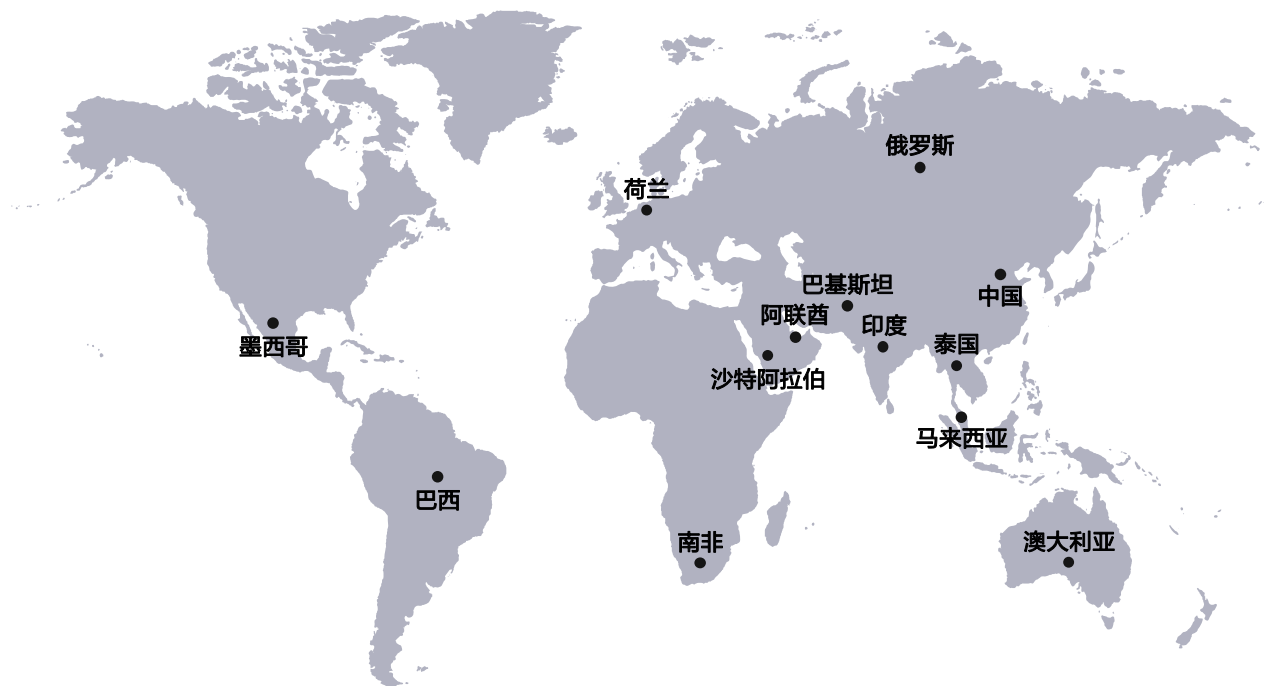 俄罗斯
荷兰
巴基斯坦
中国
阿联酋
印度
墨西哥
泰国
沙特阿拉伯
马来西亚
巴西
南非
澳大利亚